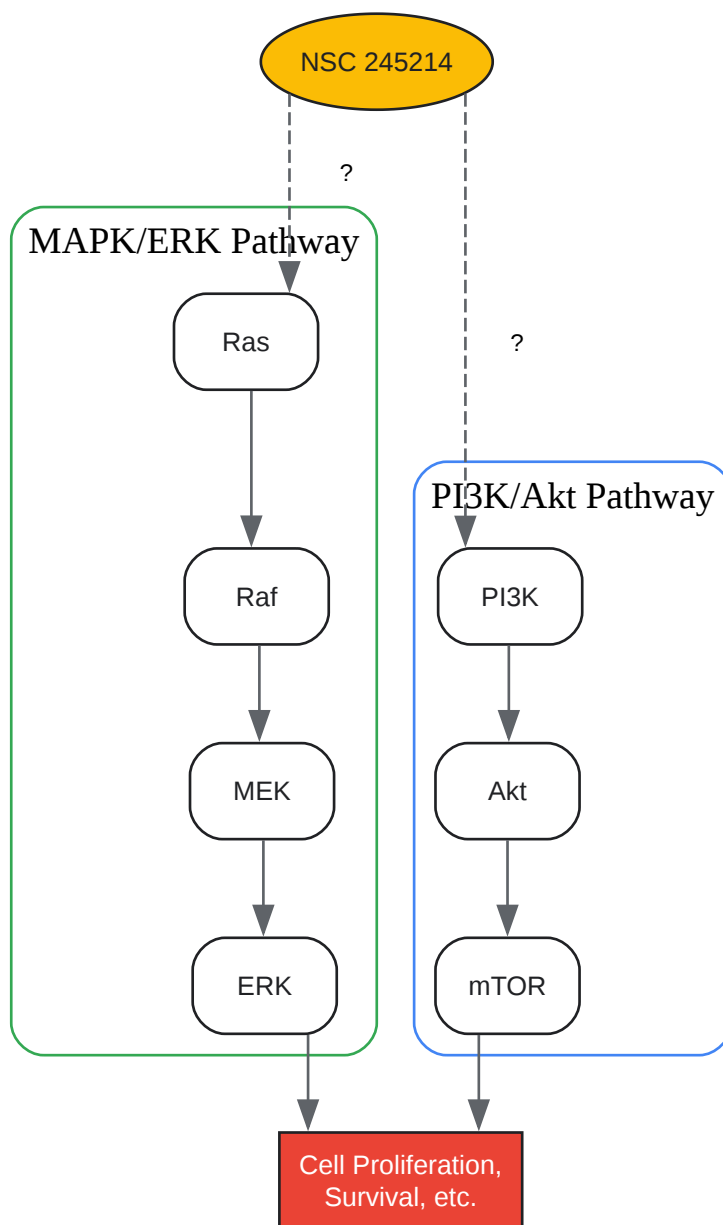 NSC 245214
?
MAPK/ERK Pathway
Ras
?
PI3K/Akt Pathway
Raf
PI3K
MEK
Akt
ERK
mTOR
Cell Proliferation,
Survival, etc.